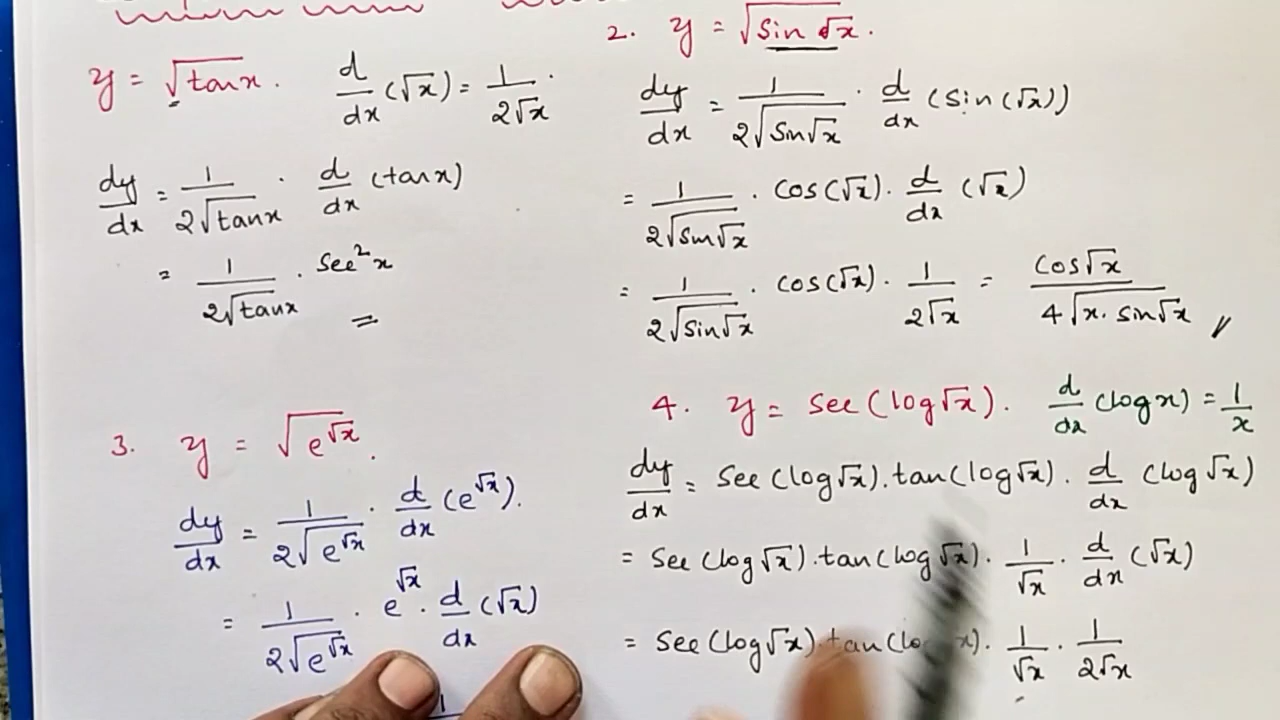 y = √tanx. d/dx (√x) = 1/2√x.
dy/dx = 1/2√tanx . d/dx (tanx)
= 1/2√tanx . sec²x
2. y = √sin √x.
dy/dx = 1/2√sin√x . d/dx (sin(√x))
= 1/2√sin√x . cos(√x) . d/dx (√x)
= 1/2√sin√x . cos(√x) . 1/2√x = cos√x / 4√x. sin√x
3. y = √e^√x.
dy/dx = 1/2√e^√x . d/dx (e^√x).
= 1/2√e^√x . e^√x . d/dx (√x)
1
4. y = sec(log√x). d/dx (logx) = 1/x
dy/dx = sec(log√x).tan(log√x). d/dx (log√x)
= sec(log√x).tan(log√x). 1/√x . d/dx (√x)
= sec(log√x).tan(log x). 1/√x . 1/2√x